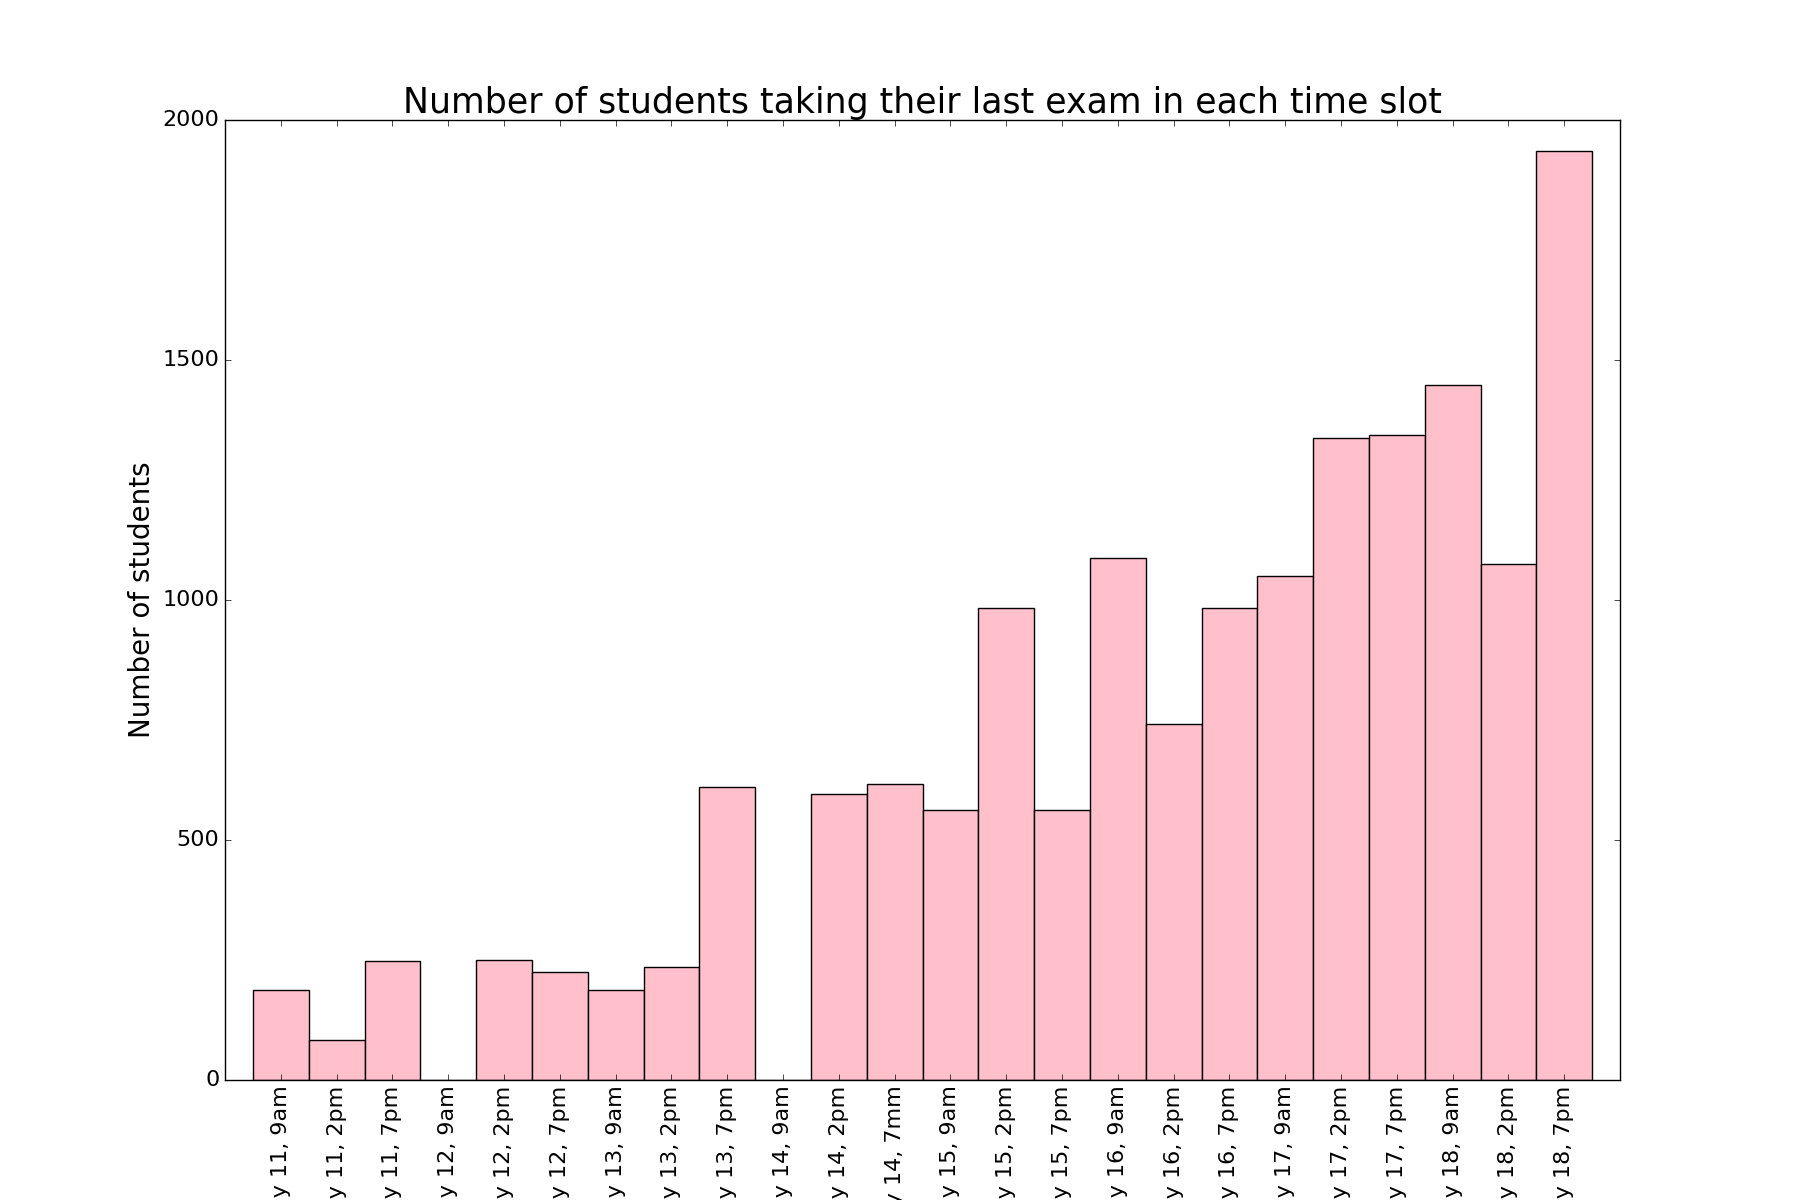 Number of students taking their last exam in each time slot
Number of students
2000
1500
1000
500
0
y 11, 9am
y 11, 2pm
y 11, 7pm
y 12, 9am
y 12, 2pm
y 12, 7pm
y 13, 9am
y 13, 2pm
y 13, 7pm
y 14, 9am
y 14, 2pm
y 14, 7mm
y 15, 9am
y 15, 2pm
y 15, 7pm
y 16, 9am
y 16, 2pm
y 16, 7pm
y 17, 9am
y 17, 2pm
y 17, 7pm
y 18, 9am
y 18, 2pm
y 18, 7pm